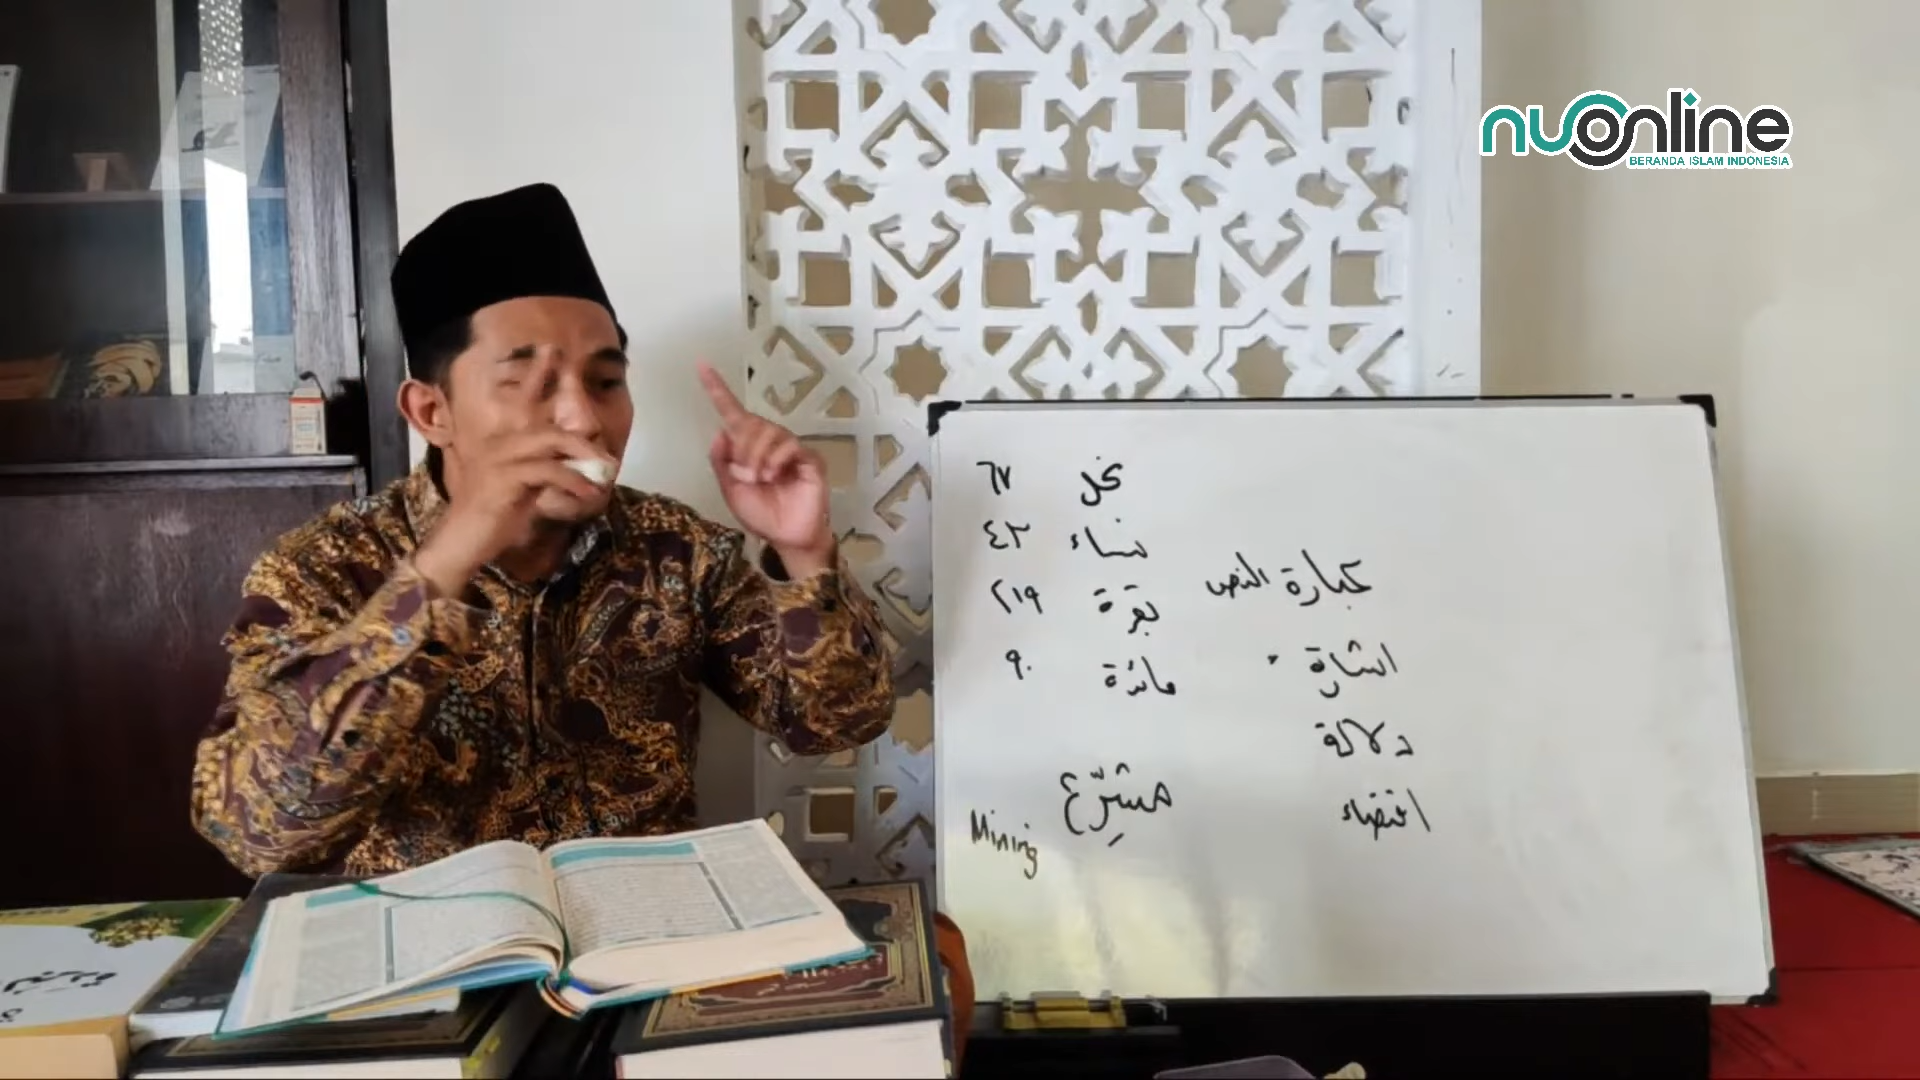 nuonline
BERANDA ISLAM INDONESIA
نحل ٦٧
نساء ٤٣
بقرة ٢١٩
مائدة ٩٠
مشرّع
Mining
عبارة النص
اشارة
دلالة
اقتضاء